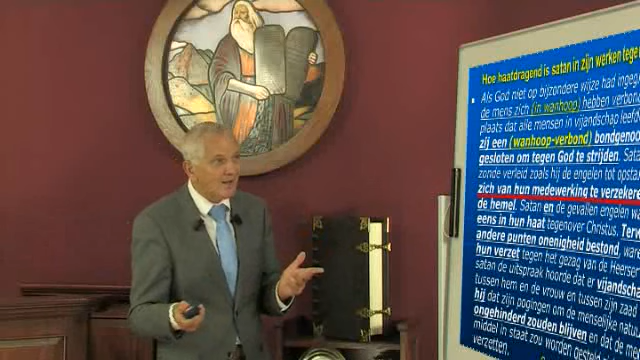 Hoe haatdragend is satan in zijn werken tege
Als God niet op bijzondere wijze had ingeg
de mens zich (in wanhoop) hebben verbond
plaats dat alle mensen in vijandschap leefd
zij een (wanhoop-verbond) bondgenoo
gesloten om tegen God te strijden. Sata
zonde verleid zoals hij de engelen tot opsta
zich van hun medewerking te verzekere
de hemel. Satan en de gevallen engelen wa
eens in hun haat tegenover Christus. Terw
andere punten onenigheid bestond, ware
hun verzet tegen het gezag van de Heerser
satan de uitspraak hoorde dat er vijandscha
tussen hem en de vrouw en tussen zijn zaad
hij dat zijn pogingen om de menselijke natu
ongehinderd zouden blijven en dat de m
middel in staat zou worden geste
verzetten.